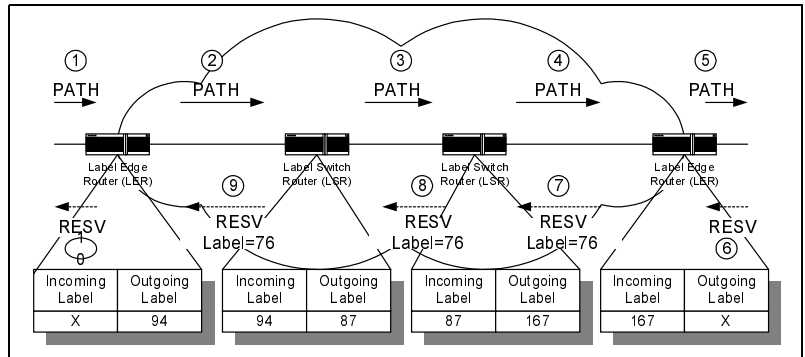 1 2 3 4 5
PATH PATH PATH PATH PATH
Label Edge
Router (LER)
Label Switch
Router (LSR)
Label Switch
Router (LSR)
Label Edge
Router (LER)
9 8 7
RESV
10
RESV
Label=76
RESV
Label=76
RESV
Label=76
RESV
6
Incoming Label Outgoing Label
X 94
Incoming Label Outgoing Label
94 87
Incoming Label Outgoing Label
87 167
Incoming Label Outgoing Label
167 X